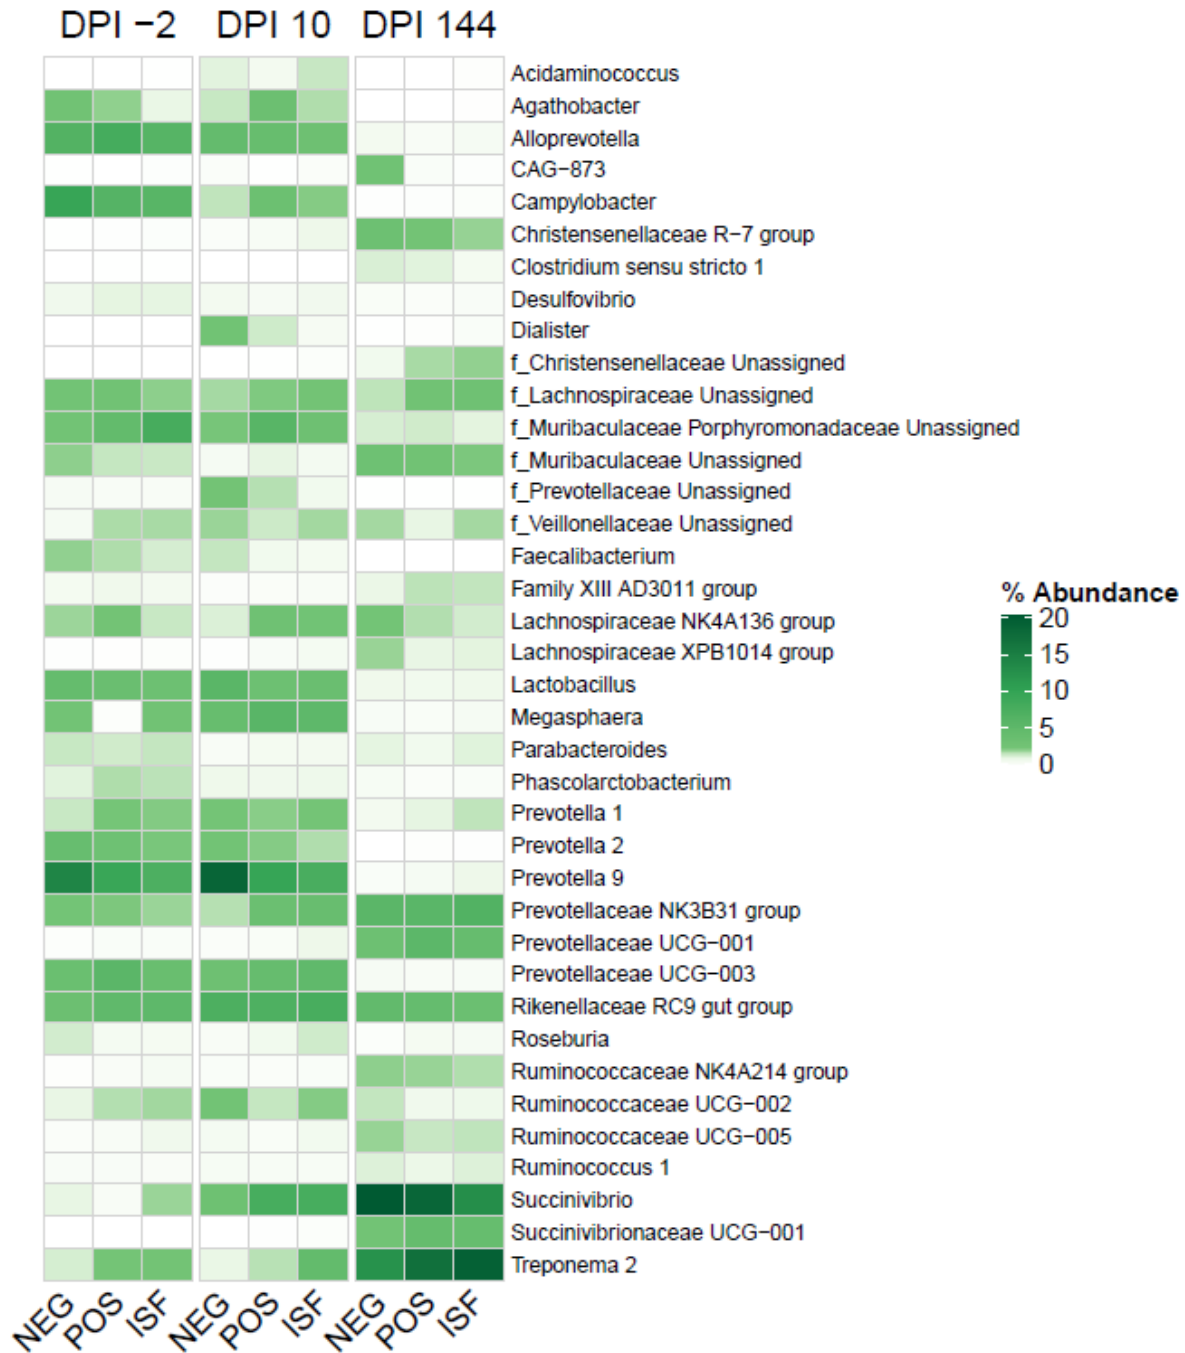 DPI −2 DPI 10 DPI 144
Acidaminococcus
Agathobacter
Alloprevotella
CAG−873
Campylobacter
Christensenellaceae R−7 group
Clostridium sensu stricto 1
Desulfovibrio
Dialister
f_Christensenellaceae Unassigned
f_Lachnospiraceae Unassigned
f_Muribaculaceae Porphyromonadaceae Unassigned
f_Muribaculaceae Unassigned
f_Prevotellaceae Unassigned
f_Veillonellaceae Unassigned
Faecalibacterium
Family XIII AD3011 group
Lachnospiraceae NK4A136 group
Lachnospiraceae XPB1014 group
Lactobacillus
Megasphaera
Parabacteroides
Phascolarctobacterium
Prevotella 1
Prevotella 2
Prevotella 9
Prevotellaceae NK3B31 group
Prevotellaceae UCG−001
Prevotellaceae UCG−003
Rikenellaceae RC9 gut group
Roseburia
Ruminococcaceae NK4A214 group
Ruminococcaceae UCG−002
Ruminococcaceae UCG−005
Ruminococcus 1
Succinivibrio
Succinivibrionaceae UCG−001
Treponema 2
NEG POS ISF NEG POS ISF NEG POS ISF
% Abundance
20
15
10
5
0